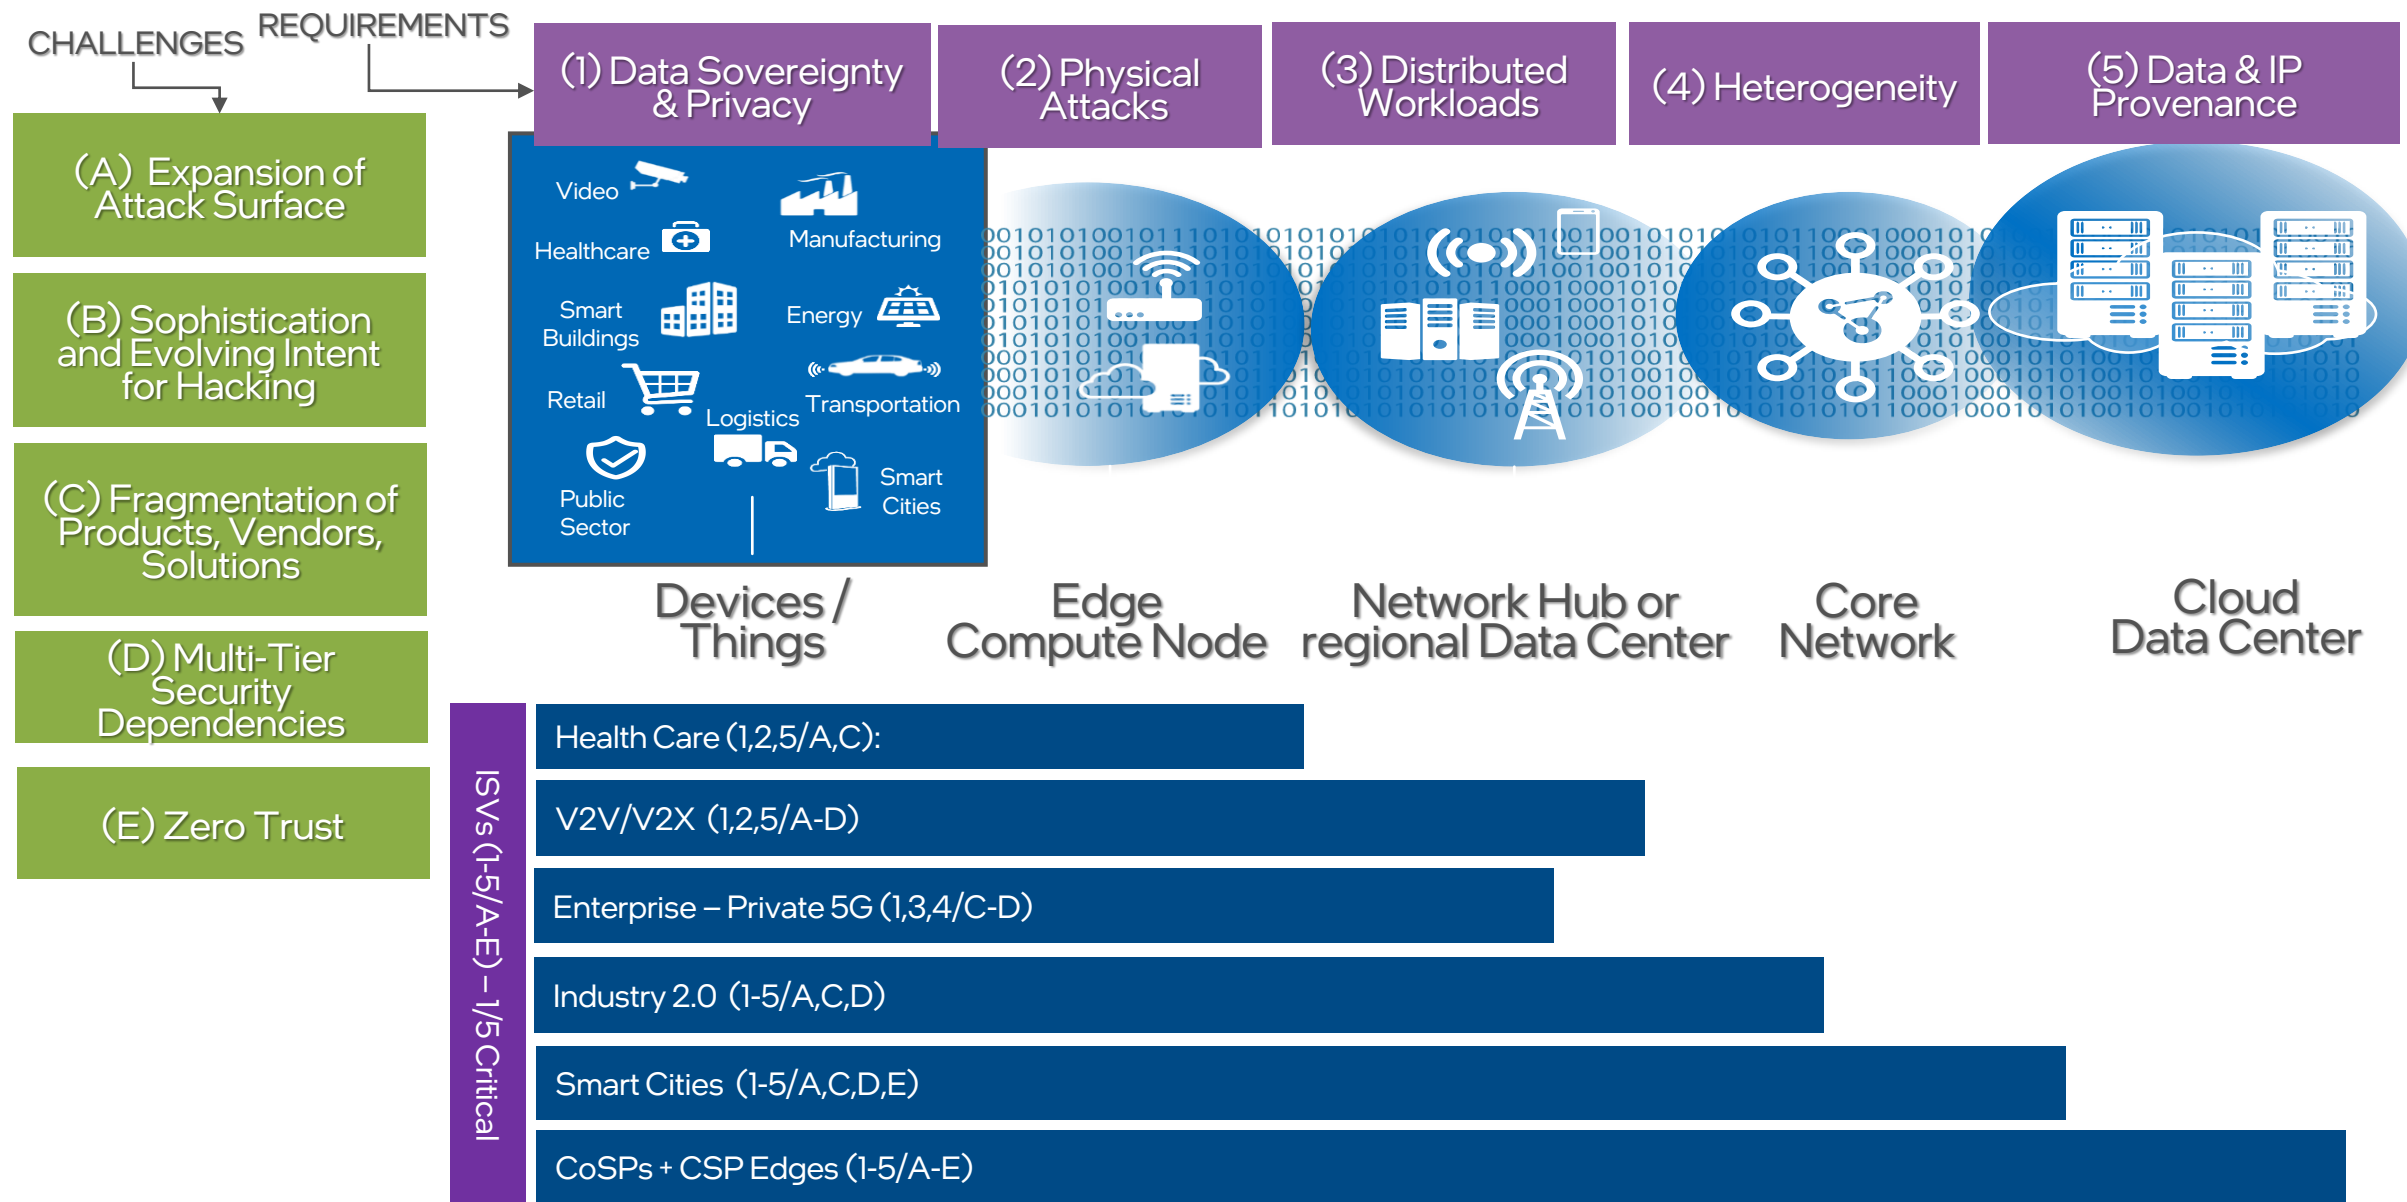 CHALLENGES
REQUIREMENTS
(1) Data Sovereignty
& Privacy
(2) Physical
Attacks
(3) Distributed
Workloads
(4) Heterogeneity
(5) Data & IP
Provenance
(A) Expansion of
Attack Surface
(B) Sophistication
and Evolving Intent
for Hacking
(C) Fragmentation of
Products, Vendors,
Solutions
(D) Multi-Tier
Security
Dependencies
(E) Zero Trust
Video
Manufacturing
Healthcare
Smart
Buildings
Energy
Retail
Logistics
Transportation
Public
Sector
Smart
Cities
Devices /
Things
Edge
Compute Node
Network Hub or
regional Data Center
Core
Network
Cloud
Data Center
ISVs (1-5/A-E) – 1/5 Critical
Health Care (1,2,5/A,C):
V2V/V2X (1,2,5/A-D)
Enterprise – Private 5G (1,3,4/C-D)
Industry 2.0 (1-5/A,C,D)
Smart Cities (1-5/A,C,D,E)
CoSPs + CSP Edges (1-5/A-E)